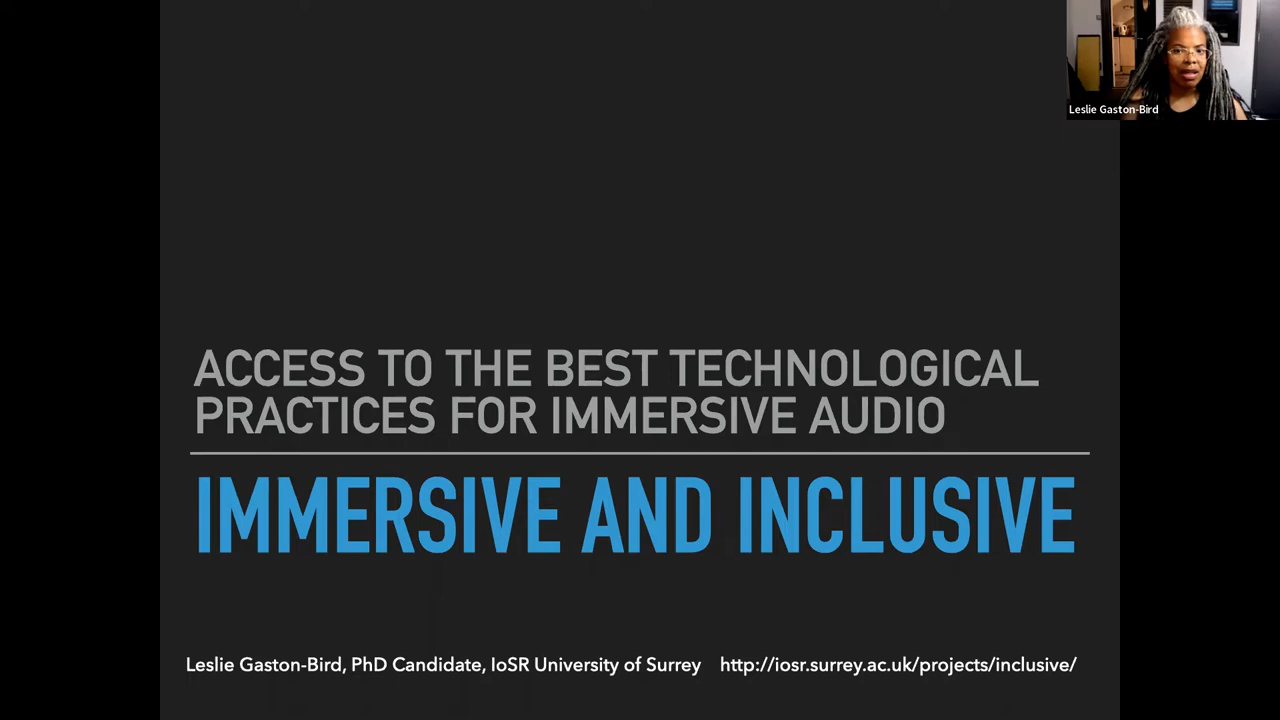 Leslie Gaston-Bird
ACCESS TO THE BEST TECHNOLOGICAL
PRACTICES FOR IMMERSIVE AUDIO
IMMERSIVE AND INCLUSIVE
Leslie Gaston-Bird, PhD Candidate, IoSR University of Surrey http://iosr.surrey.ac.uk/projects/inclusive/